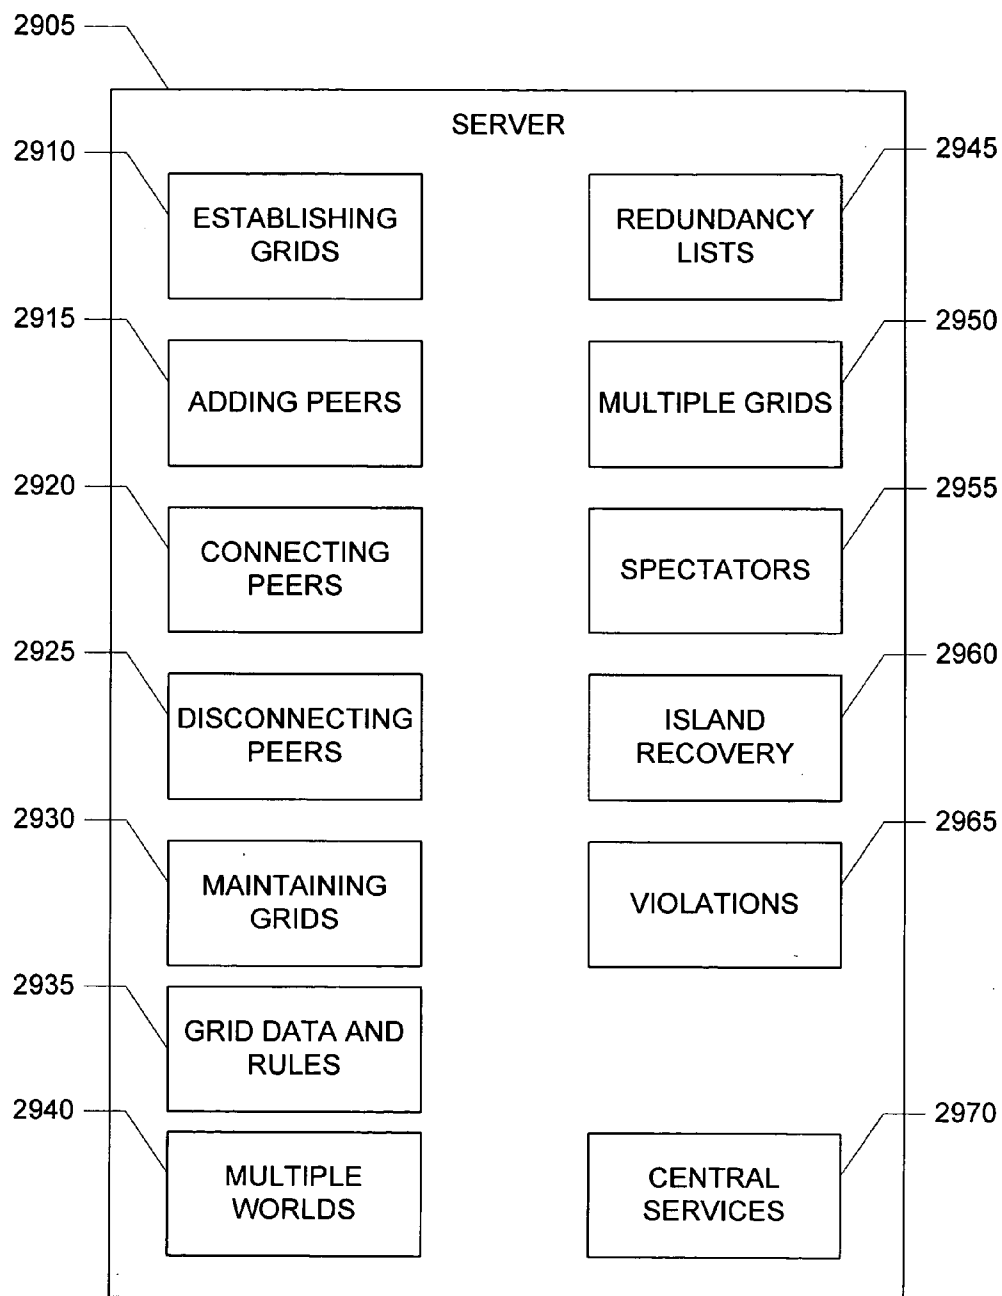 2905
SERVER
2910
ESTABLISHING
GRIDS
2915
ADDING PEERS
2920
CONNECTING
PEERS
2925
DISCONNECTING
PEERS
2930
MAINTAINING
GRIDS
2935
GRID DATA AND
RULES
2940
MULTIPLE
WORLDS
2945
REDUNDANCY
LISTS
2950
MULTIPLE GRIDS
2955
SPECTATORS
2960
ISLAND
RECOVERY
2965
VIOLATIONS
2970
CENTRAL
SERVICES